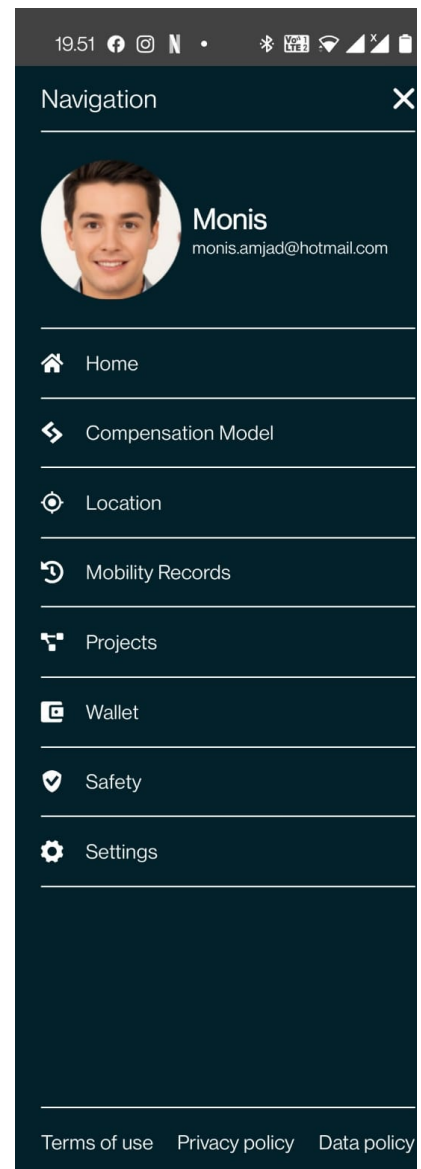 19.51
Navigation
Monis
monis.amjad@hotmail.com
Home
Compensation Model
Location
Mobility Records
Projects
Wallet
Safety
Settings
Terms of use Privacy policy Data policy